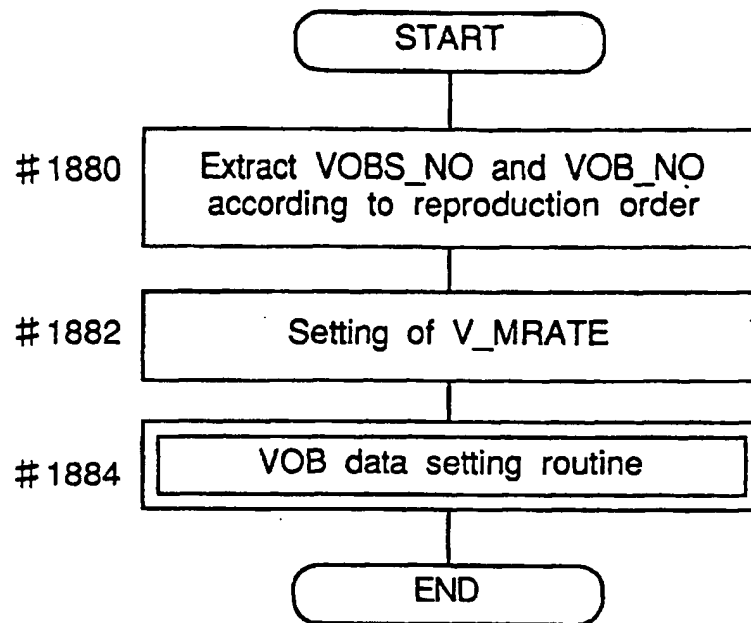 START
#1880
Extract VOBS_NO and VOB_NO
according to reproduction order
#1882
Setting of V_MRATE
#1884
VOB data setting routine
END